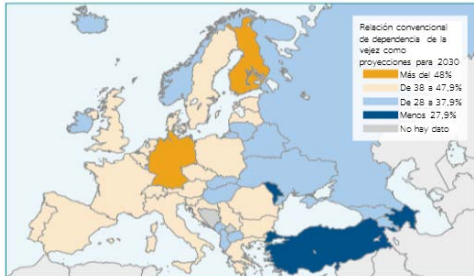 Relación convencional
de dependencia de la
vejez como
proyecciones para 2030
Más del 48%
De 38 a 47,9%
De 28 a 37,9%
Menos 27,9%
No hay dato